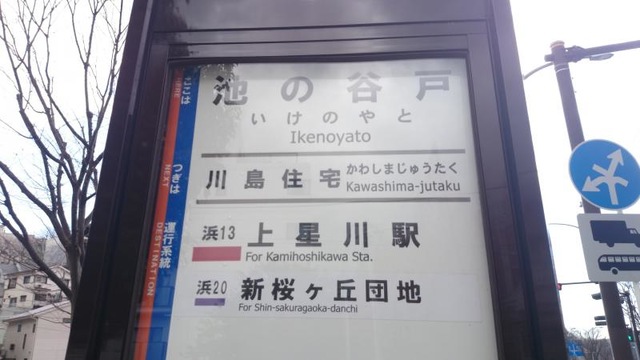 ここは
HERE
池の谷戸
いけのやと
Ikenoyato
つぎは
NEXT
川島住宅
かわしまじゅうたく
Kawashima-jutaku
運行系統
DESTINATION
浜13 上星川駅
For Kamihoshikawa Sta.
浜20 新桜ヶ丘団地
For Shin-sakuragaoka-danchi